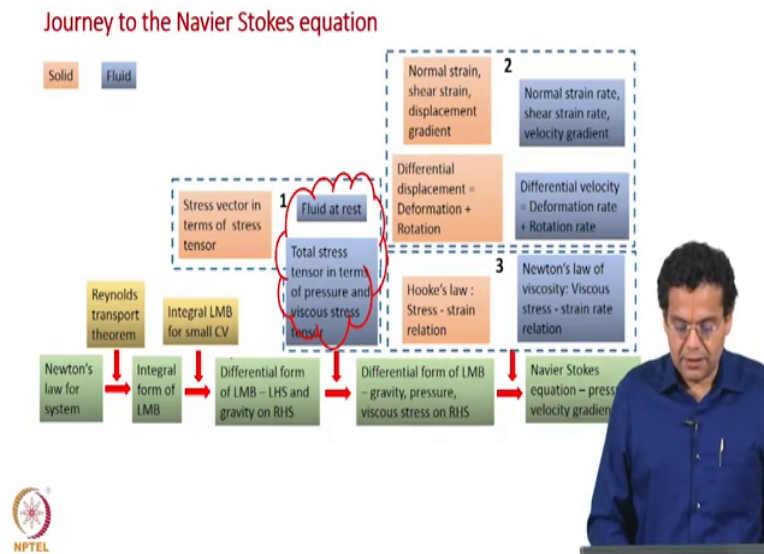 Journey to the Navier Stokes equation
Solid
Fluid
1
Stress vector in
terms of stress
tensor
Fluid at rest
Total stress
tensor in terms
of pressure and
viscous stress
tensor
2
Normal strain,
shear strain,
displacement
gradient
Normal strain rate,
shear strain rate,
velocity gradient
Differential
displacement =
Deformation +
Rotation
Differential velocity
= Deformation rate
+ Rotation rate
3
Hooke's law :
Stress - strain
relation
Newton's law of
viscosity: Viscous
stress - strain rate
relation
Reynolds
transport
theorem
Integral LMB
for small CV
Newton's
law for
system
Integral
form of
LMB
Differential form
of LMB – LHS and
gravity on RHS
Differential form of LMB
– gravity, pressure,
viscous stress on RHS
Navier Stokes
equation – press
velocity gradien
NPTEL